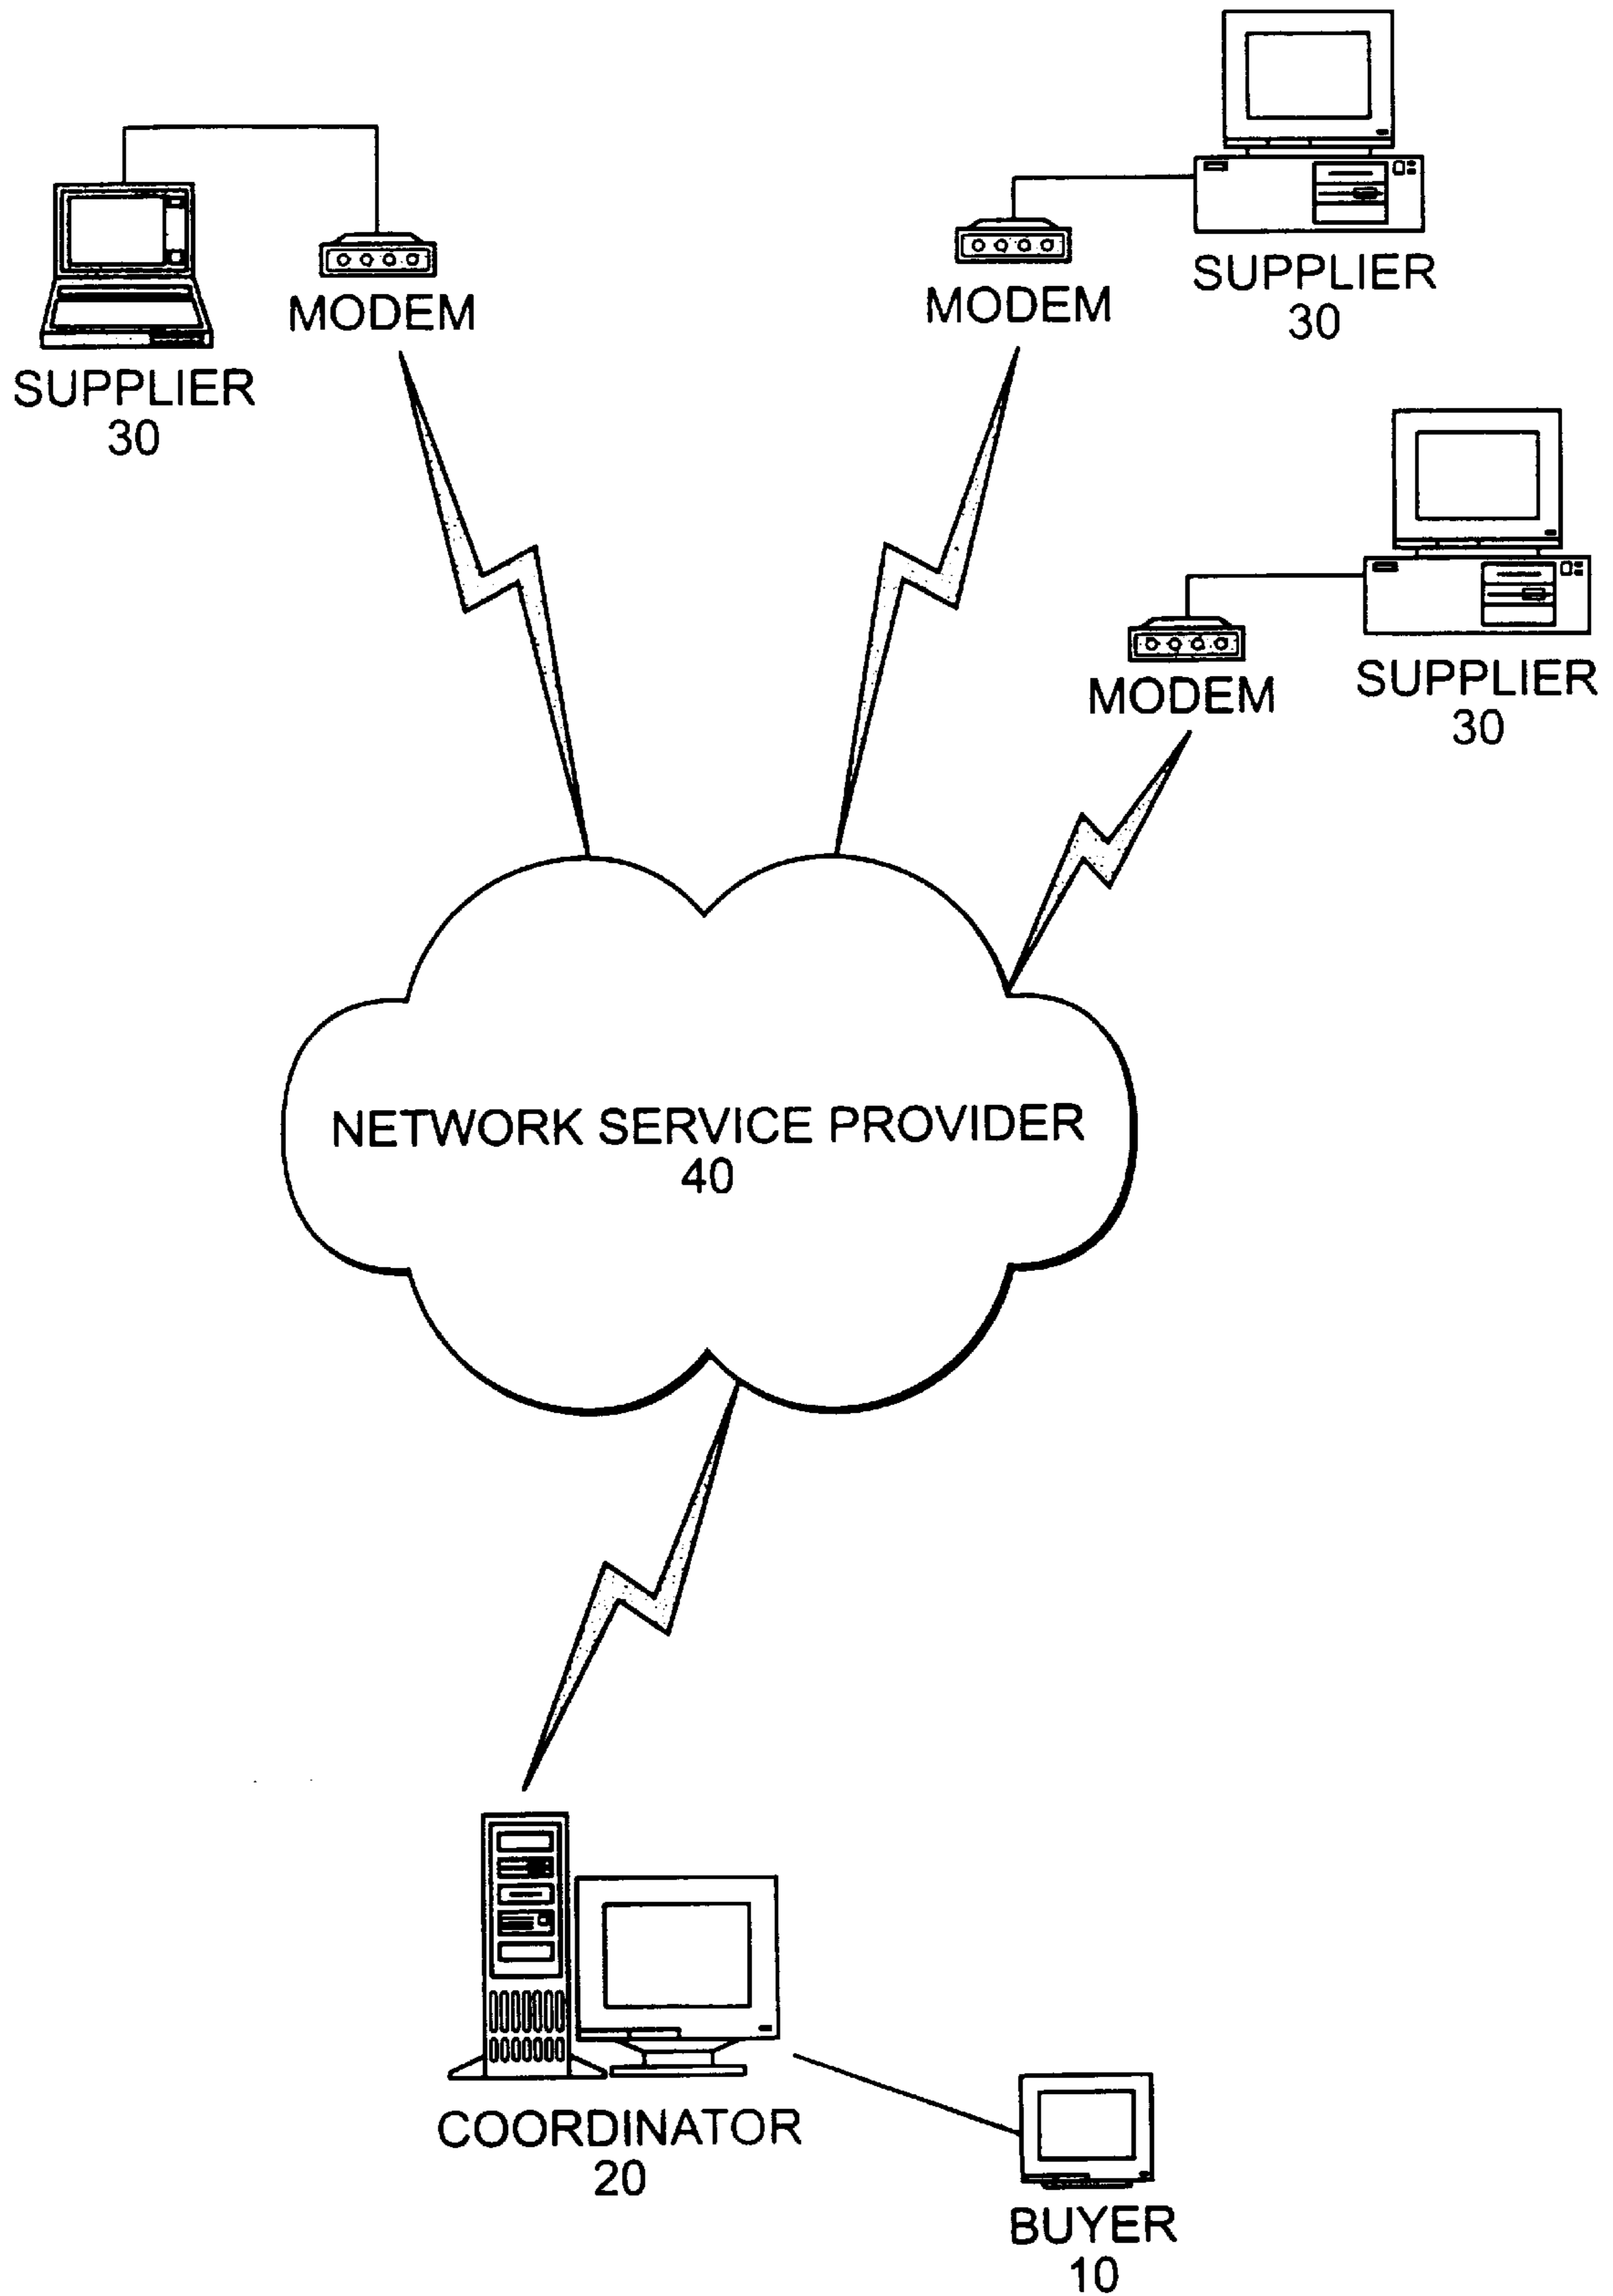 SUPPLIER
30
MODEM
MODEM
SUPPLIER
30
MODEM
SUPPLIER
30
NETWORK SERVICE PROVIDER
40
COORDINATOR
20
BUYER
10